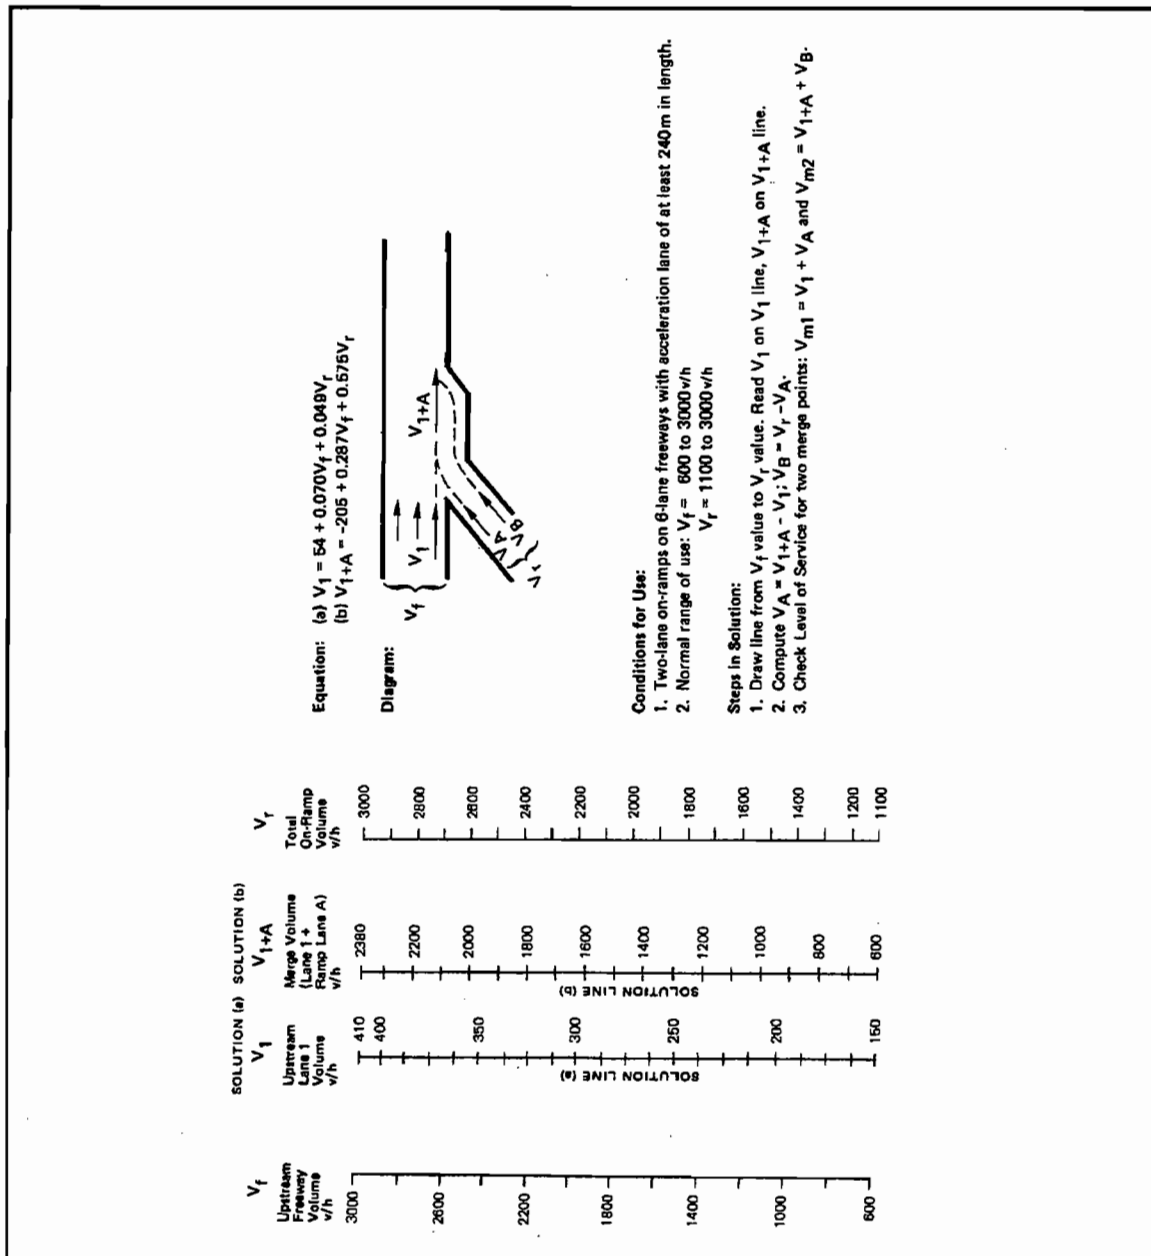 SOLUTION (a) SOLUTION (b)
Vf
Upstream
Freeway
Volume
v/h
3000
2600
2200
1800
1400
1000
600
V1
Upstream
Lane 1
Volume
v/h
410
400
350
300
250
200
150
SOLUTION LINE (a)
V1+A
Merge Volume
(Lane 1 +
Ramp Lane A)
v/h
2380
2200
2000
1800
1600
1400
1200
1000
800
600
SOLUTION LINE (b)
Vr
Total
On-Ramp
Volume
v/h
3000
2800
2600
2400
2200
2000
1800
1600
1400
1200
1100
Equation: (a) V1 = 54 + 0.070Vf + 0.049Vr
(b) V1+A = -205 + 0.287Vf + 0.575Vr
Diagram:
Vf
V1
V1+A
VA
VB
Vr
Conditions for Use:
1. Two-lane on-ramps on 6-lane freeways with acceleration lane of at least 240m in length.
2. Normal range of use: Vf = 600 to 3000v/h
Vr = 1100 to 3000v/h
Steps in Solution:
1. Draw line from Vf value to Vr value. Read V1 on V1 line, V1+A on V1+A line.
2. Compute VA = V1+A - V1; VB = Vr -VA.
3. Check Level of Service for two merge points: Vm1 = V1 + VA and Vm2 = V1+A + VB.